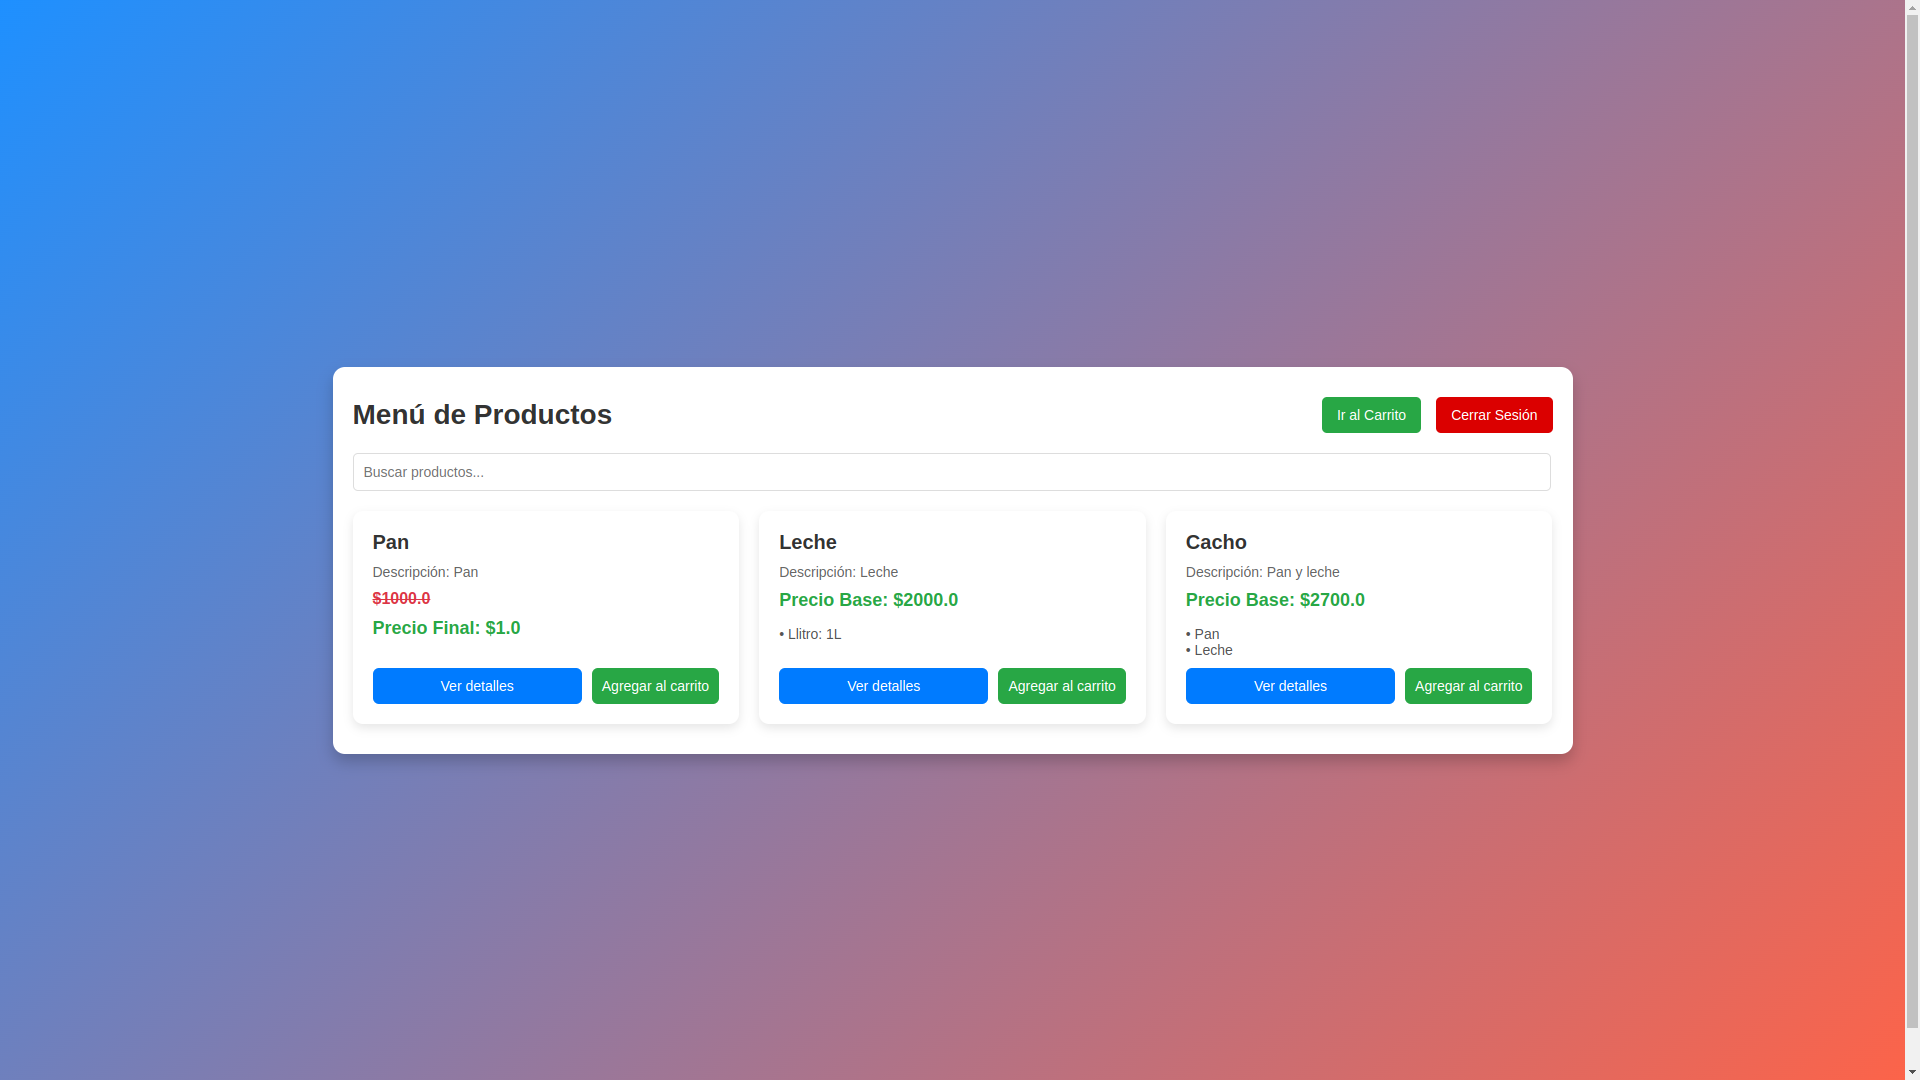 Menú de Productos
Ir al Carrito
Cerrar Sesión
Buscar productos...
Pan
Descripción: Pan
$1000.0
Precio Final: $1.0
Ver detalles
Agregar al carrito
Leche
Descripción: Leche
Precio Base: $2000.0
• Llitro: 1L
Ver detalles
Agregar al carrito
Cacho
Descripción: Pan y leche
Precio Base: $2700.0
• Pan
• Leche
Ver detalles
Agregar al carrito